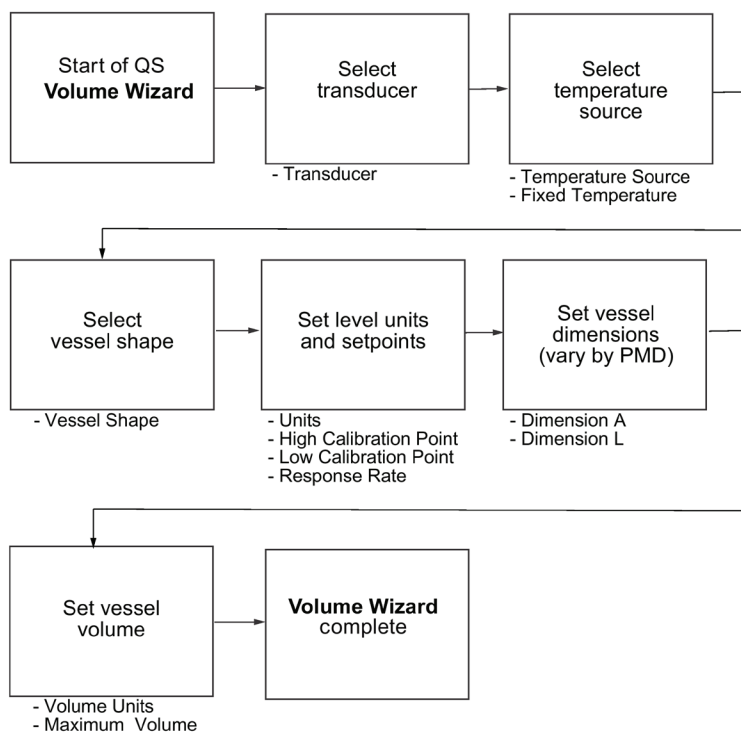 Start of QS
Volume Wizard
Select
transducer
- Transducer
Select
temperature
source
- Temperature Source
- Fixed Temperature
Select
vessel shape
- Vessel Shape
Set level units
and setpoints
- Units
- High Calibration Point
- Low Calibration Point
- Response Rate
Set vessel
dimensions
(vary by PMD)
- Dimension A
- Dimension L
Set vessel
volume
- Volume Units
- Maximum Volume
Volume Wizard
complete